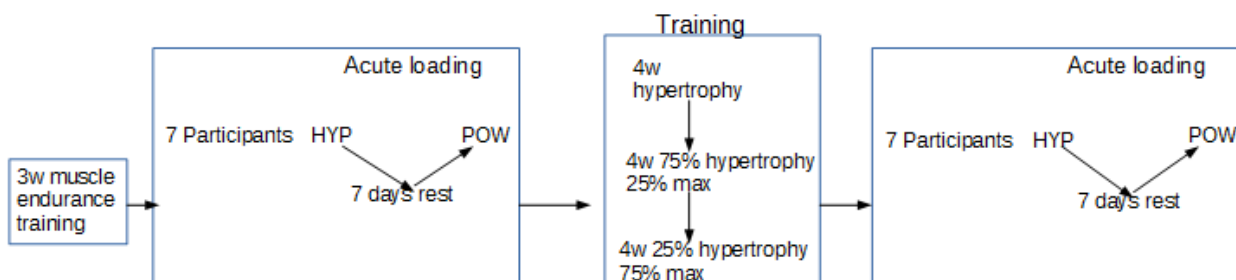 3w muscle
endurance
training
Acute loading
7 Participants HYP POW
7 days rest
Training
4w
hypertrophy
4w 75% hypertrophy
25% max
4w 25% hypertrophy
75% max
Acute loading
7 Participants HYP POW
7 days rest